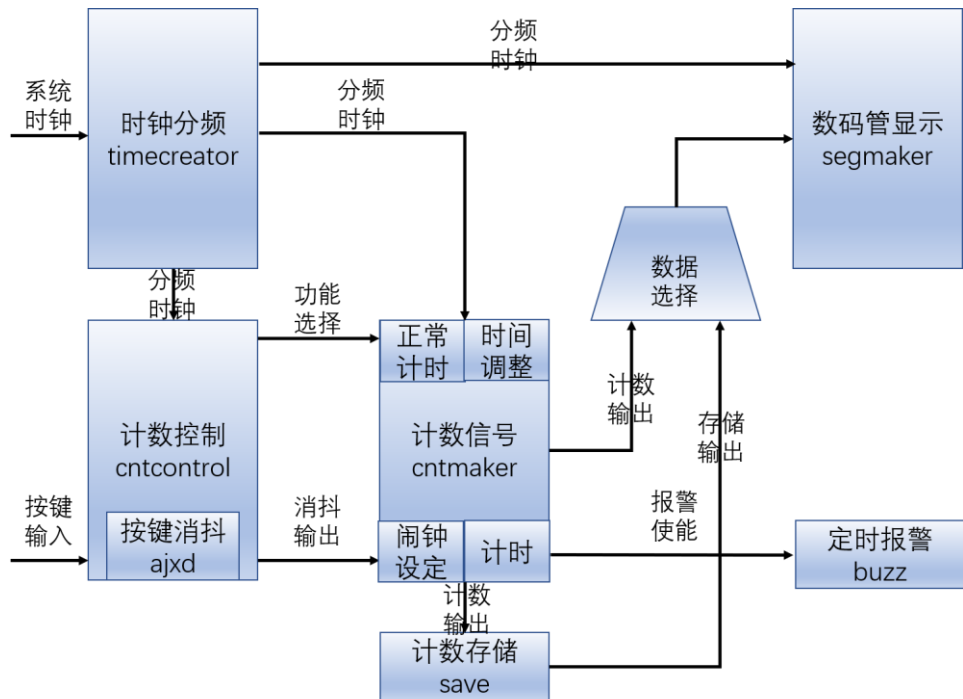 分频
时钟
系统
时钟
时钟分频
timecreator
分频
时钟
数码管显示
segmaker
分频
时钟
功能
选择
数据
选择
正常
计时
时间
调整
计数控制
cntcontrol
计数信号
cntmaker
计数
输出
存储
输出
按键
输入
按键消抖
ajxd
消抖
输出
闹钟
设定
计时
报警
使能
定时报警
buzz
计数
输出
计数存储
save